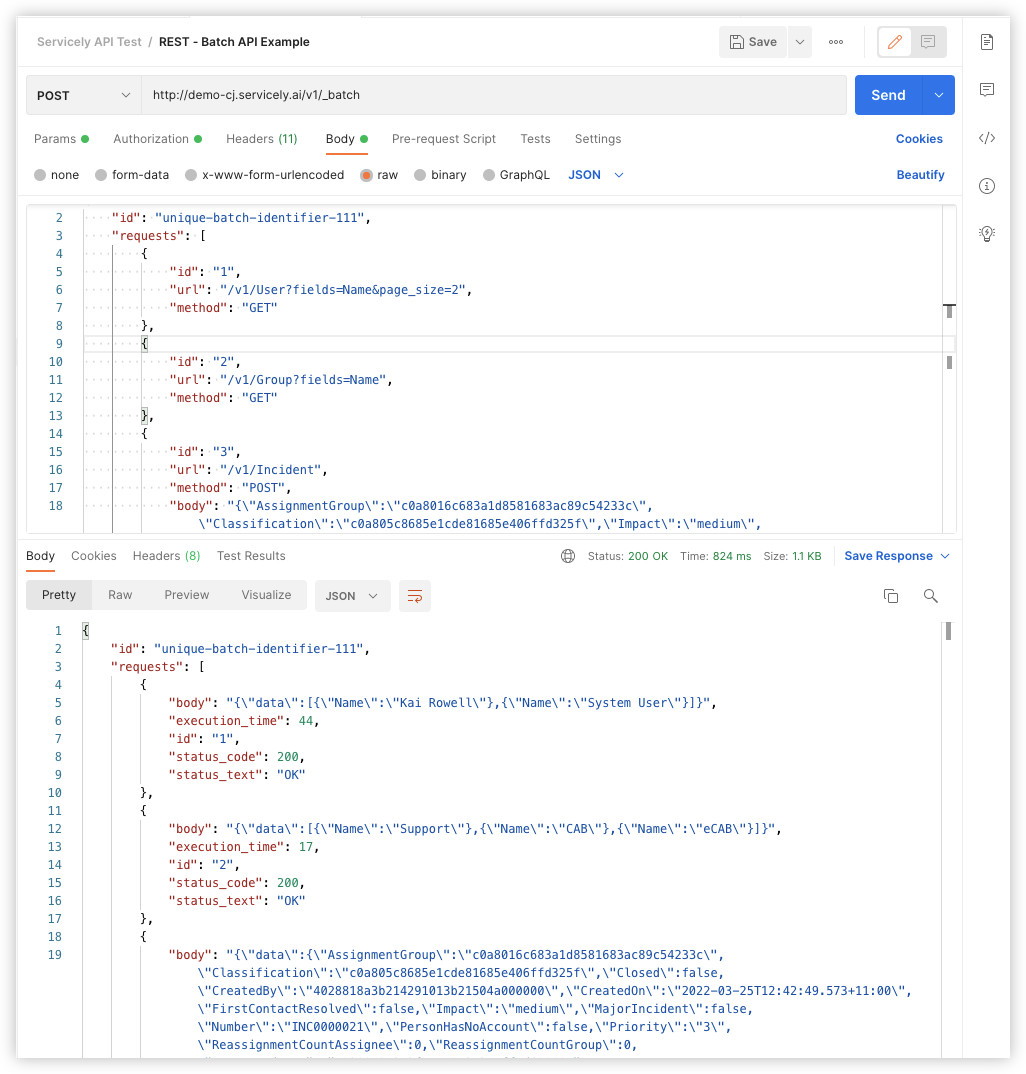 Servicely API Test / REST - Batch API Example
Save
POST
http://demo-cj.servicely.ai/v1/_batch
Send
Params
Authorization
Headers (11)
Body
Pre-request Script
Tests
Settings
Cookies
none
form-data
x-www-form-urlencoded
raw
binary
GraphQL
JSON
Beautify
2 "id": "unique-batch-identifier-111",
3 "requests": [
4 {
5 "id": "1",
6 "url": "/v1/User?fields=Name&page_size=2",
7 "method": "GET"
8 },
9 {
10 "id": "2",
11 "url": "/v1/Group?fields=Name",
12 "method": "GET"
13 },
14 {
15 "id": "3",
16 "url": "/v1/Incident",
17 "method": "POST",
18 "body": "{\"AssignmentGroup\":\"c0a8016c683a1d8581683ac89c54233c\",
\"Classification\":\"c0a805c8685e1cde81685e406ffd325f\",\"Impact\":\"medium\",
Body
Cookies
Headers (8)
Test Results
Status: 200 OK
Time: 824 ms
Size: 1.1 KB
Save Response
Pretty
Raw
Preview
Visualize
JSON
1 {
2 "id": "unique-batch-identifier-111",
3 "requests": [
4 {
5 "body": "{\"data\":[{\"Name\":\"Kai Rowell\"},{\"Name\":\"System User\"}]}",
6 "execution_time": 44,
7 "id": "1",
8 "status_code": 200,
9 "status_text": "OK"
10 },
11 {
12 "body": "{\"data\":[{\"Name\":\"Support\"},{\"Name\":\"CAB\"},{\"Name\":\"eCAB\"}]}",
13 "execution_time": 17,
14 "id": "2",
15 "status_code": 200,
16 "status_text": "OK"
17 },
18 {
19 "body": "{\"data\":{\"AssignmentGroup\":\"c0a8016c683a1d8581683ac89c54233c\",
\"Classification\":\"c0a805c8685e1cde81685e406ffd325f\",\"Closed\":false,
\"CreatedBy\":\"4028818a3b214291013b21504a000000\",\"CreatedOn\":\"2022-03-25T12:42:49.573+11:00\",
\"FirstContactResolved\":false,\"Impact\":\"medium\",\"MajorIncident\":false,
\"Number\":\"INC0000021\",\"PersonHasNoAccount\":false,\"Priority\":\"3\",
\"ReassignmentCountAssignee\":0,\"ReassignmentCountGroup\":0,